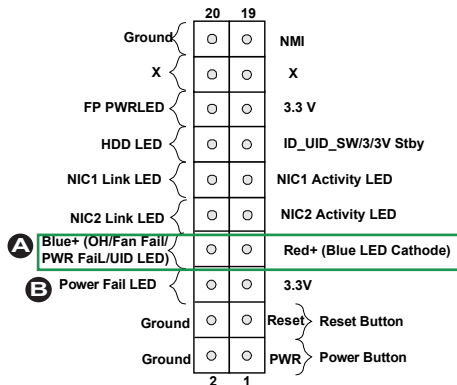 20 19
Ground NMI
X X
FP PWRLED 3.3 V
HDD LED ID_UID_SW/3/3V Stby
NIC1 Link LED NIC1 Activity LED
NIC2 Link LED NIC2 Activity LED
A Blue+ (OH/Fan Fail/
PWR FaiL/UID LED) Red+ (Blue LED Cathode)
B Power Fail LED 3.3V
Ground Reset Reset Button
Ground PWR Power Button
2 1